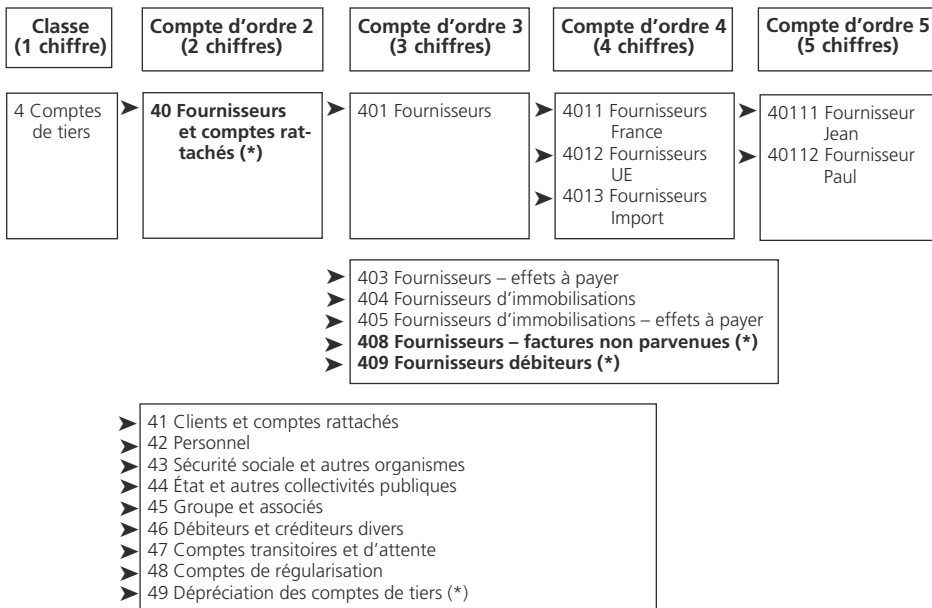 Classe
(1 chiffre)
Compte d'ordre 2
(2 chiffres)
Compte d'ordre 3
(3 chiffres)
Compte d'ordre 4
(4 chiffres)
Compte d'ordre 5
(5 chiffres)
4 Comptes
de tiers
40 Fournisseurs
et comptes rat-
tachés (*)
401 Fournisseurs
4011 Fournisseurs
France
4012 Fournisseurs
UE
4013 Fournisseurs
Import
40111 Fournisseur
Jean
40112 Fournisseur
Paul
403 Fournisseurs – effets à payer
404 Fournisseurs d'immobilisations
405 Fournisseurs d'immobilisations – effets à payer
408 Fournisseurs – factures non parvenues (*)
409 Fournisseurs débiteurs (*)
41 Clients et comptes rattachés
42 Personnel
43 Sécurité sociale et autres organismes
44 État et autres collectivités publiques
45 Groupe et associés
46 Débiteurs et créditeurs divers
47 Comptes transitoires et d'attente
48 Comptes de régularisation
49 Dépréciation des comptes de tiers (*)